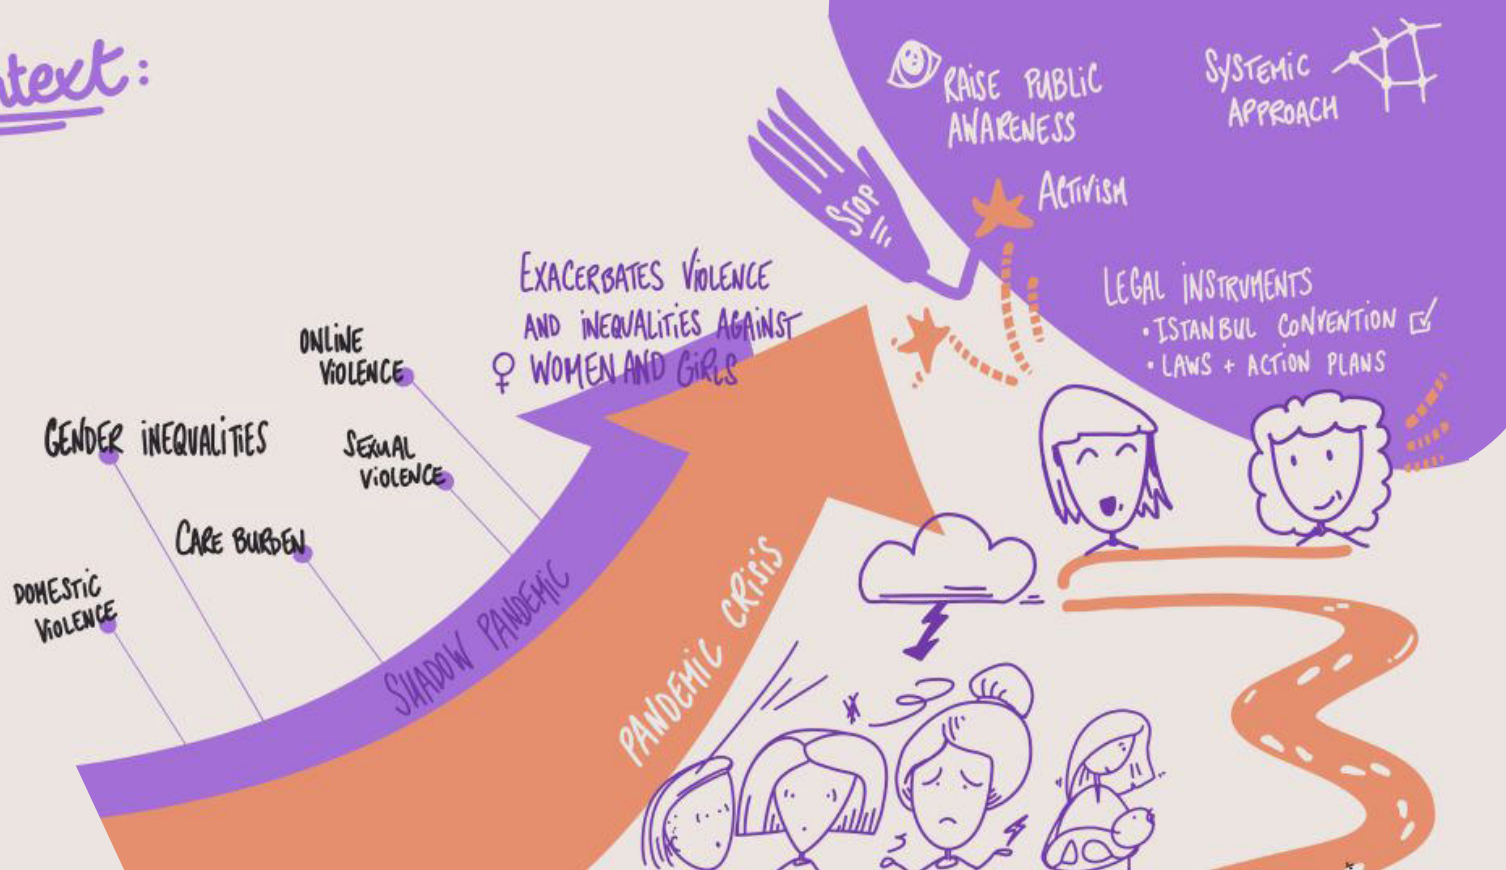 ntext:
RAISE PUBLIC
AWARENESS
SYSTEMIC
APPROACH
ACTIVISM
STOP
LEGAL INSTRUMENTS
• ISTANBUL CONVENTION
• LAWS + ACTION PLANS
EXACERBATES VIOLENCE
AND INEQUALITIES AGAINST
WOMEN AND GIRLS
ONLINE
VIOLENCE
GENDER INEQUALITIES
SEXUAL
VIOLENCE
CARE BURDEN
DOMESTIC
VIOLENCE
SHADOW PANDEMIC
PANDEMIC CRISIS